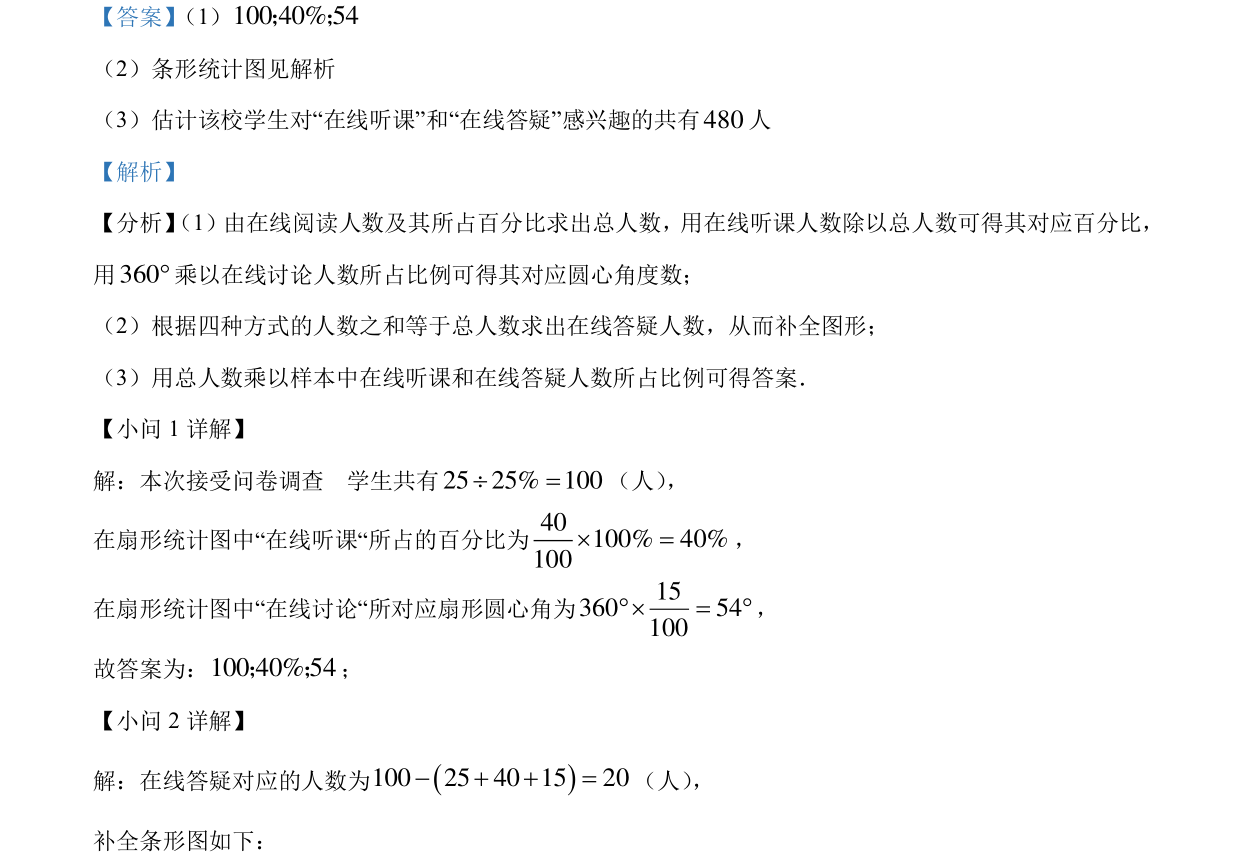 【答案】（1）100;40%;54
（2）条形统计图见解析
（3）估计该校学生对“在线听课”和“在线答疑”感兴趣的共有480人
【解析】
【分析】（1）由在线阅读人数及其所占百分比求出总人数，用在线听课人数除以总人数可得其对应百分比，
用360°乘以在线讨论人数所占比例可得其对应圆心角度数；
（2）根据四种方式的人数之和等于总人数求出在线答疑人数，从而补全图形；
（3）用总人数乘以样本中在线听课和在线答疑人数所占比例可得答案．
【小问1详解】
解：本次接受问卷调查　学生共有25÷25%=100（人），
在扇形统计图中“在线听课“所占的百分比为40/100×100%=40%，
在扇形统计图中“在线讨论“所对应扇形圆心角为360°×15/100=54°，
故答案为：100;40%;54；
【小问2详解】
解：在线答疑对应的人数为100−(25+40+15)=20（人），
补全条形图如下：